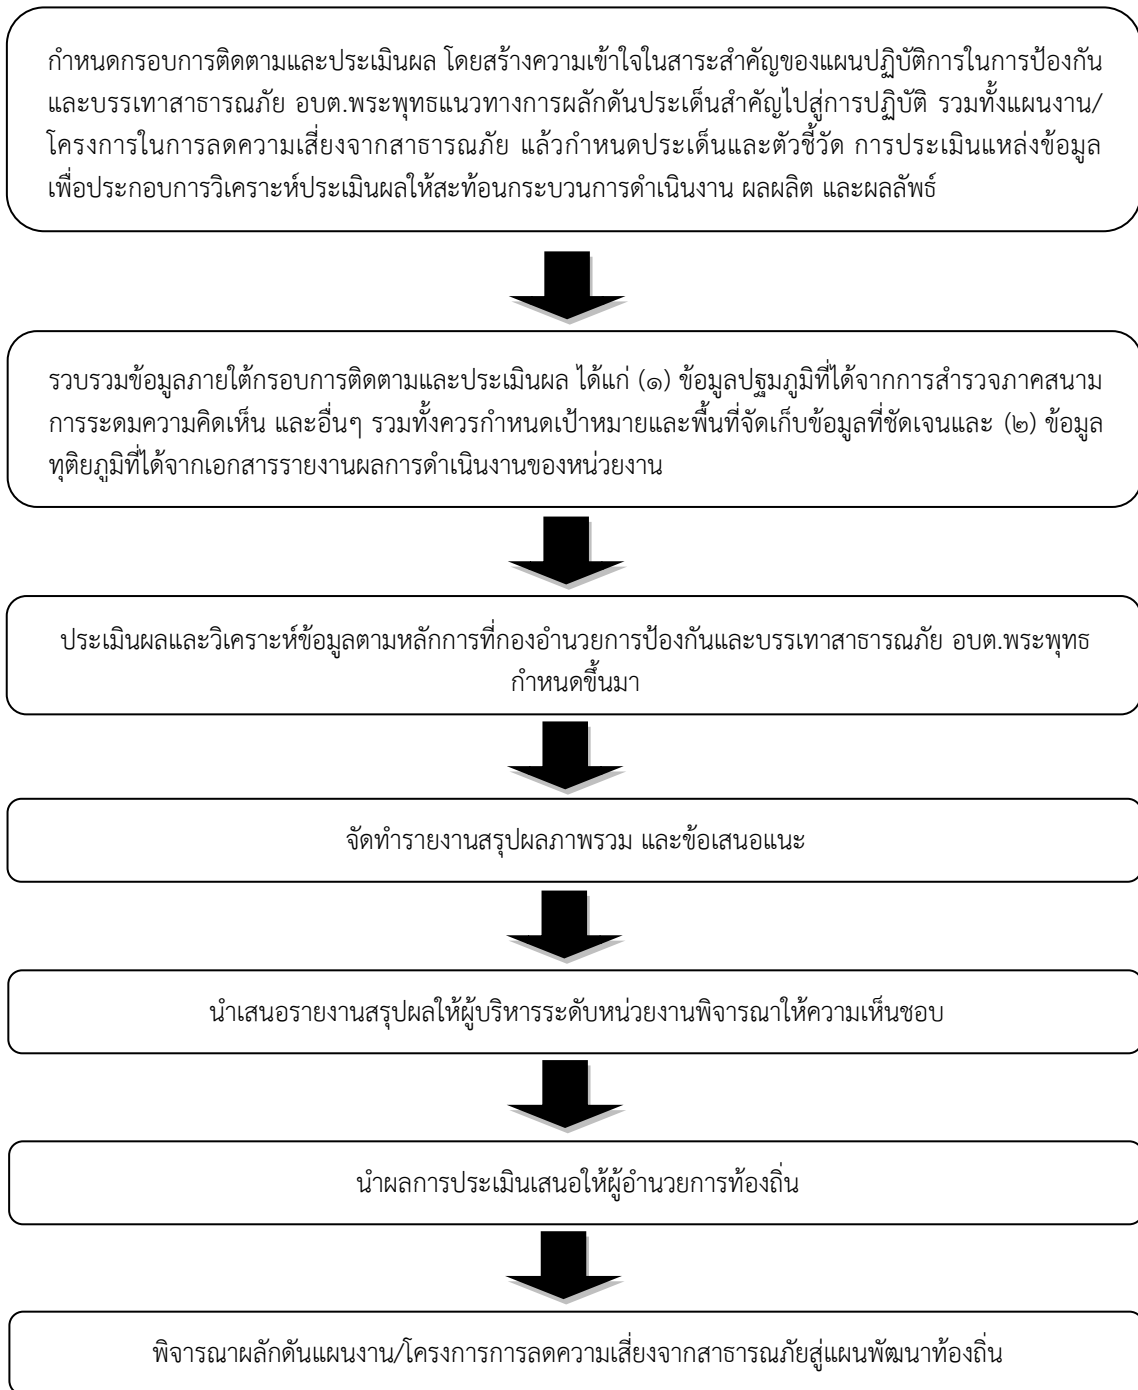 กำหนดกรอบการติดตามและประเมินผล โดยสร้างความเข้าใจในสาระสำคัญของแผนปฏิบัติการในการป้องกัน
และบรรเทาสาธารณภัย อบต.พระพุทธแนวทางการผลักดันประเด็นสำคัญไปสู่การปฏิบัติ รวมทั้งแผนงาน/
โครงการในการลดความเสี่ยงจากสาธารณภัย แล้วกำหนดประเด็นและตัวชี้วัด การประเมินแหล่งข้อมูล
เพื่อประกอบการวิเคราะห์ประเมินผลให้สะท้อนกระบวนการดำเนินงาน ผลผลิต และผลลัพธ์
รวบรวมข้อมูลภายใต้กรอบการติดตามและประเมินผล ได้แก่ (๑) ข้อมูลปฐมภูมิที่ได้จากการสำรวจภาคสนาม
การระดมความคิดเห็น และอื่นๆ รวมทั้งควรกำหนดเป้าหมายและพื้นที่จัดเก็บข้อมูลที่ชัดเจนและ (๒) ข้อมูล
ทุติยภูมิที่ได้จากเอกสารรายงานผลการดำเนินงานของหน่วยงาน
ประเมินผลและวิเคราะห์ข้อมูลตามหลักการที่กองอำนวยการป้องกันและบรรเทาสาธารณภัย อบต.พระพุทธ
กำหนดขึ้นมา
จัดทำรายงานสรุปผลภาพรวม และข้อเสนอแนะ
นำเสนอรายงานสรุปผลให้ผู้บริหารระดับหน่วยงานพิจารณาให้ความเห็นชอบ
นำผลการประเมินเสนอให้ผู้อำนวยการท้องถิ่น
พิจารณาผลักดันแผนงาน/โครงการการลดความเสี่ยงจากสาธารณภัยสู่แผนพัฒนาท้องถิ่น